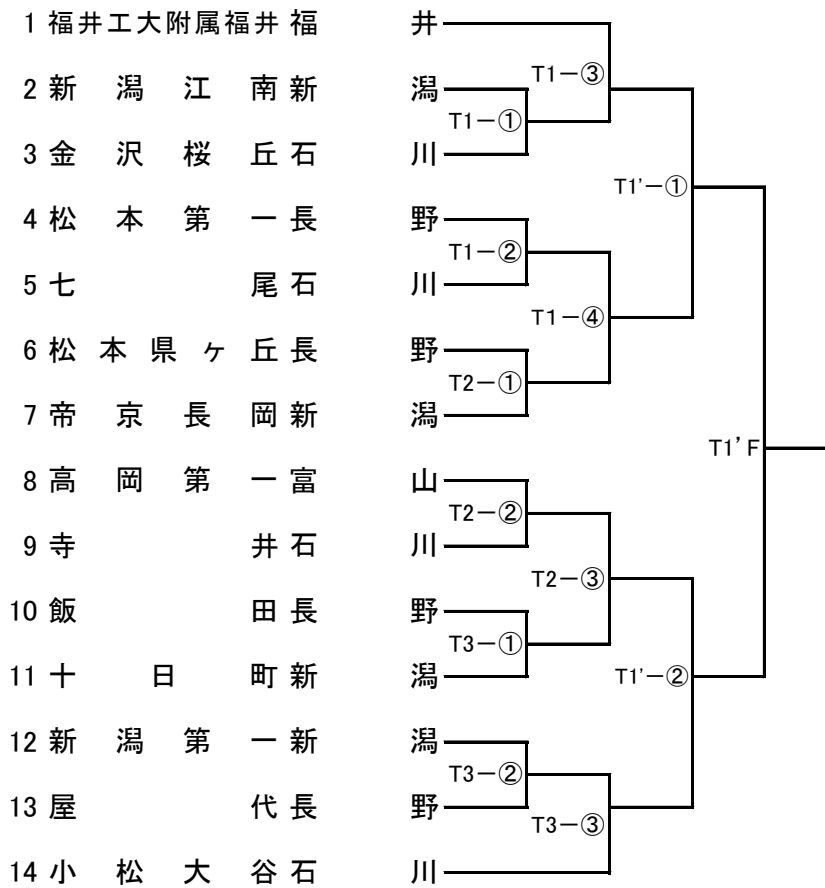 1 福井工大附属福井 福井
T1－③
2 新潟江南 新潟
T1－①
3 金沢桜丘 石川
T1'－①
4 松本第一 長野
T1－②
5 七尾 石川
T1－④
6 松本県ヶ丘 長野
T2－①
7 帝京長岡 新潟
T1'F
8 高岡第一 富山
T2－②
9 寺井 石川
T2－③
10 飯田 長野
T3－①
11 十日町 新潟
T1'－②
12 新潟第一 新潟
T3－②
13 屋代 長野
T3－③
14 小松大谷 石川